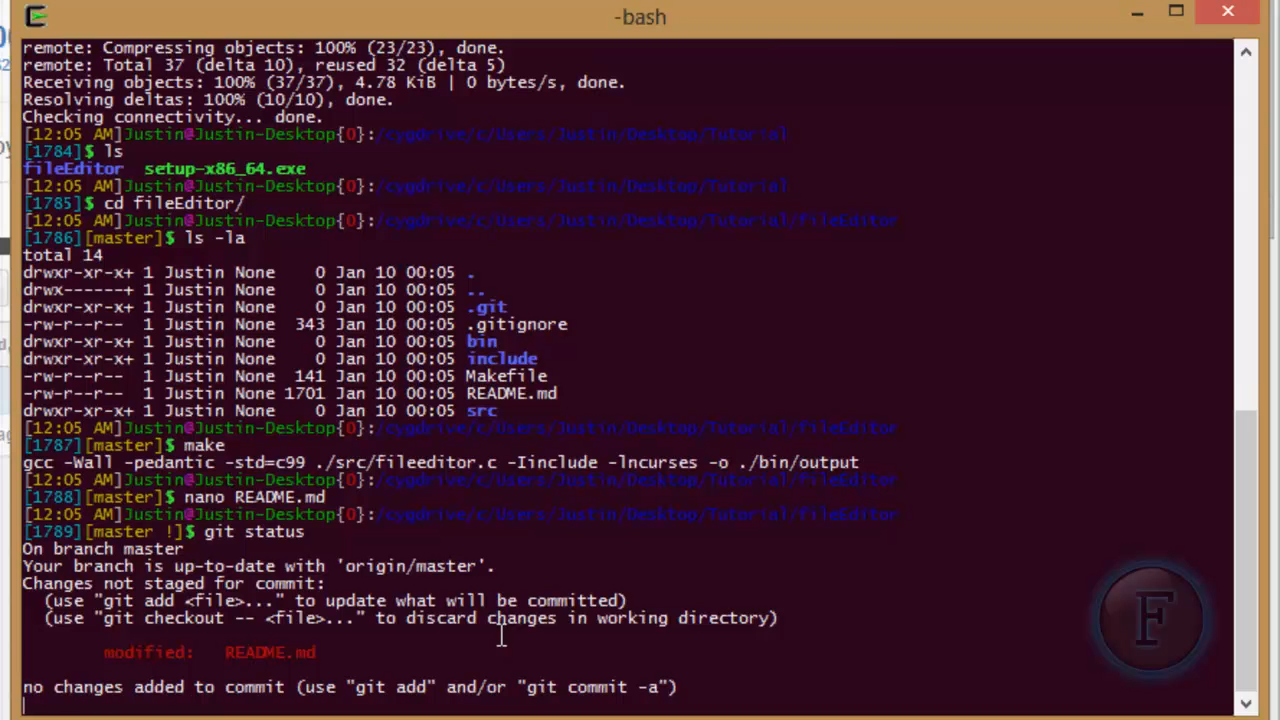 -bash
remote: Compressing objects: 100% (23/23), done.
remote: Total 37 (delta 10), reused 32 (delta 5)
Receiving objects: 100% (37/37), 4.78 KiB | 0 bytes/s, done.
Resolving deltas: 100% (10/10), done.
Checking connectivity... done.
[12:05 AM]Justin@Justin-Desktop{0}:/cygdrive/c/Users/Justin/Desktop/Tutorial
[1784]$ ls
fileEditor  setup-x86_64.exe
[12:05 AM]Justin@Justin-Desktop{0}:/cygdrive/c/Users/Justin/Desktop/Tutorial
[1785]$ cd fileEditor/
[12:05 AM]Justin@Justin-Desktop{0}:/cygdrive/c/Users/Justin/Desktop/Tutorial/fileEditor
[1786][master]$ ls -la
total 14
drwxr-xr-x+ 1 Justin None    0 Jan 10 00:05 .
drwx------+ 1 Justin None    0 Jan 10 00:05 ..
drwxr-xr-x+ 1 Justin None    0 Jan 10 00:05 .git
-rw-r--r--  1 Justin None  343 Jan 10 00:05 .gitignore
drwxr-xr-x+ 1 Justin None    0 Jan 10 00:05 bin
drwxr-xr-x+ 1 Justin None    0 Jan 10 00:05 include
-rw-r--r--  1 Justin None  141 Jan 10 00:05 Makefile
-rw-r--r--  1 Justin None 1701 Jan 10 00:05 README.md
drwxr-xr-x+ 1 Justin None    0 Jan 10 00:05 src
[12:05 AM]Justin@Justin-Desktop{0}:/cygdrive/c/Users/Justin/Desktop/Tutorial/fileEditor
[1787][master]$ make
gcc -Wall -pedantic -std=c99 ./src/fileeditor.c -Iinclude -lncurses -o ./bin/output
[12:05 AM]Justin@Justin-Desktop{0}:/cygdrive/c/Users/Justin/Desktop/Tutorial/fileEditor
[1788][master]$ nano README.md
[12:05 AM]Justin@Justin-Desktop{0}:/cygdrive/c/Users/Justin/Desktop/Tutorial/fileEditor
[1789][master !]$ git status
On branch master
Your branch is up-to-date with 'origin/master'.
Changes not staged for commit:
  (use "git add <file>..." to update what will be committed)
  (use "git checkout -- <file>..." to discard changes in working directory)
modified:   README.md
no changes added to commit (use "git add" and/or "git commit -a")
F